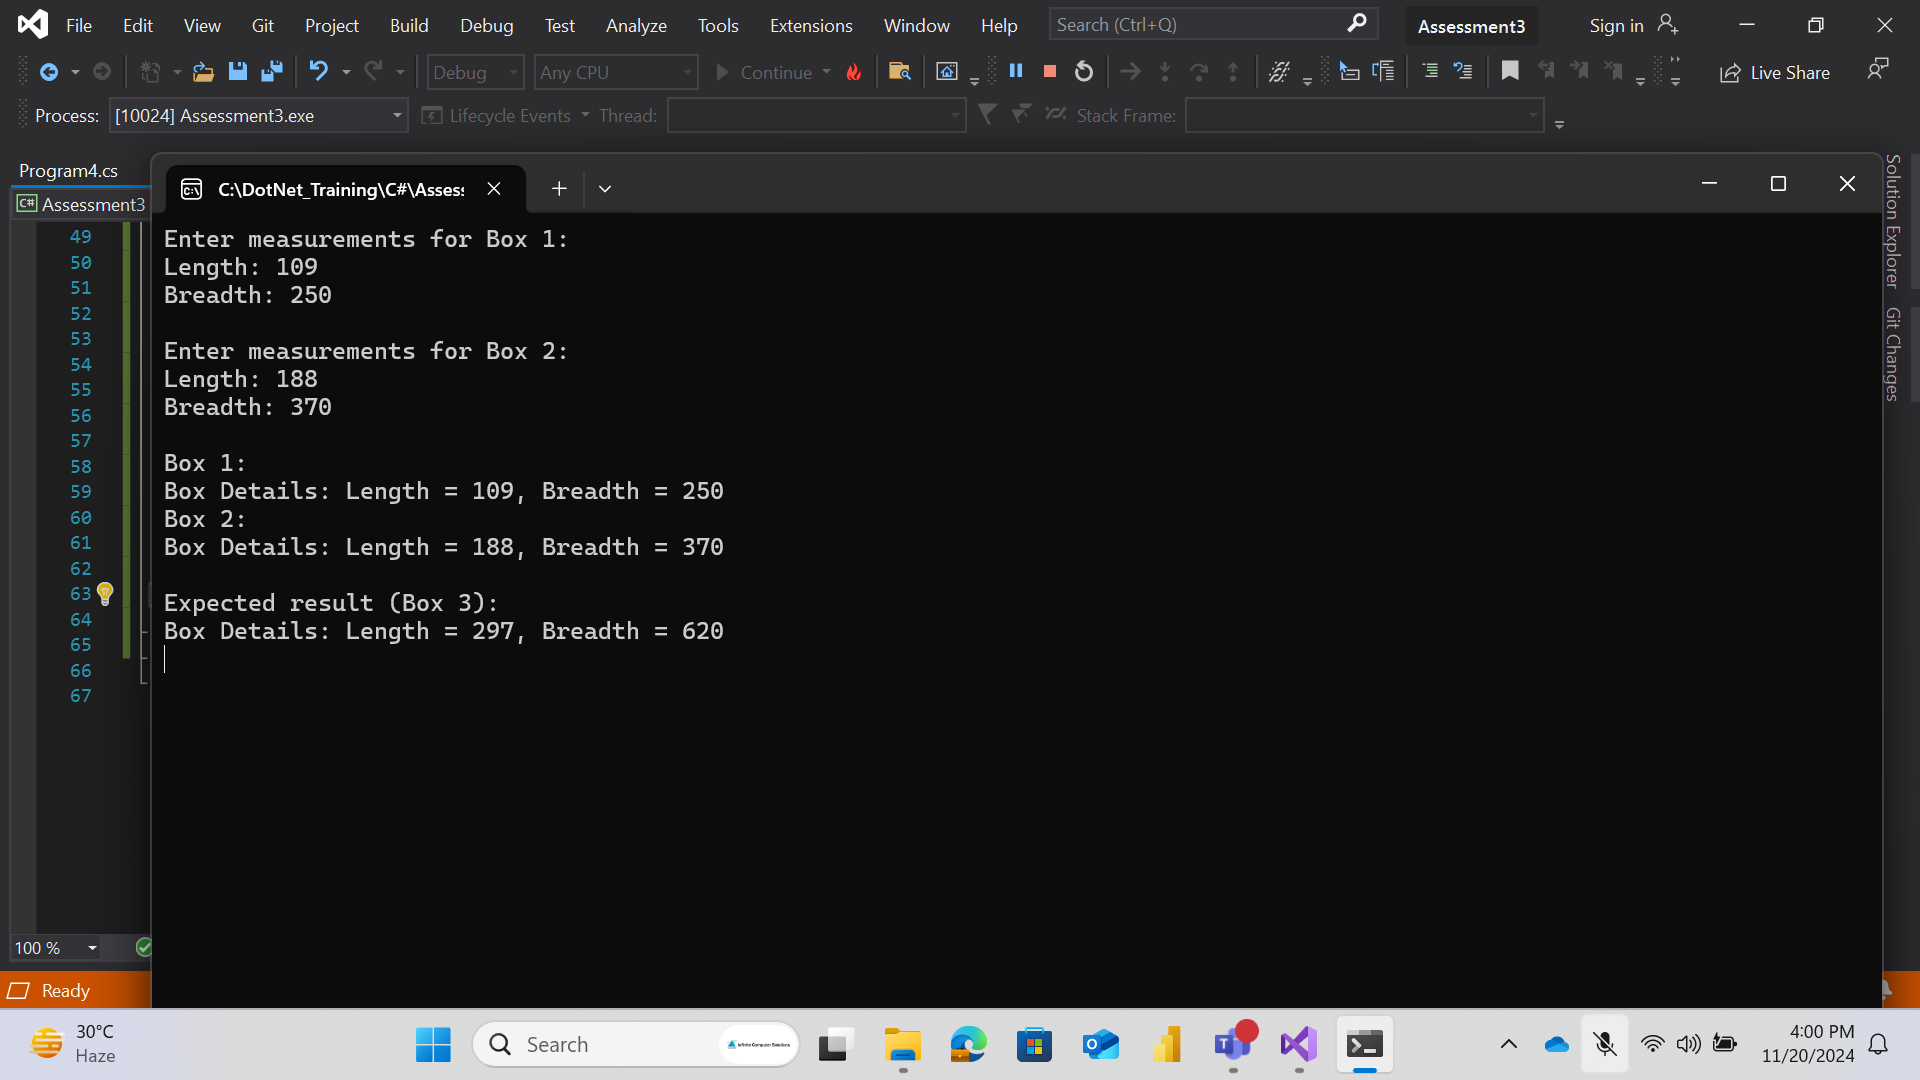 File Edit View Git Project Build Debug Test Analyze Tools Extensions Window Help Search (Ctrl+Q) Assessment3 Sign in
Debug Any CPU Continue Live Share
Process: [10024] Assessment3.exe Lifecycle Events Thread: Stack Frame:
Program4.cs
C:\DotNet_Training\C#\Asses
C# Assessment3
Solution Explorer
Git Changes
49
50
51
52
53
54
55
56
57
58
59
60
61
62
63
64
65
66
67
Enter measurements for Box 1:
Length: 109
Breadth: 250
Enter measurements for Box 2:
Length: 188
Breadth: 370
Box 1:
Box Details: Length = 109, Breadth = 250
Box 2:
Box Details: Length = 188, Breadth = 370
Expected result (Box 3):
Box Details: Length = 297, Breadth = 620
100 %
Ready
30°C
Haze
Search
Infinite Computer Solutions
4:00 PM
11/20/2024